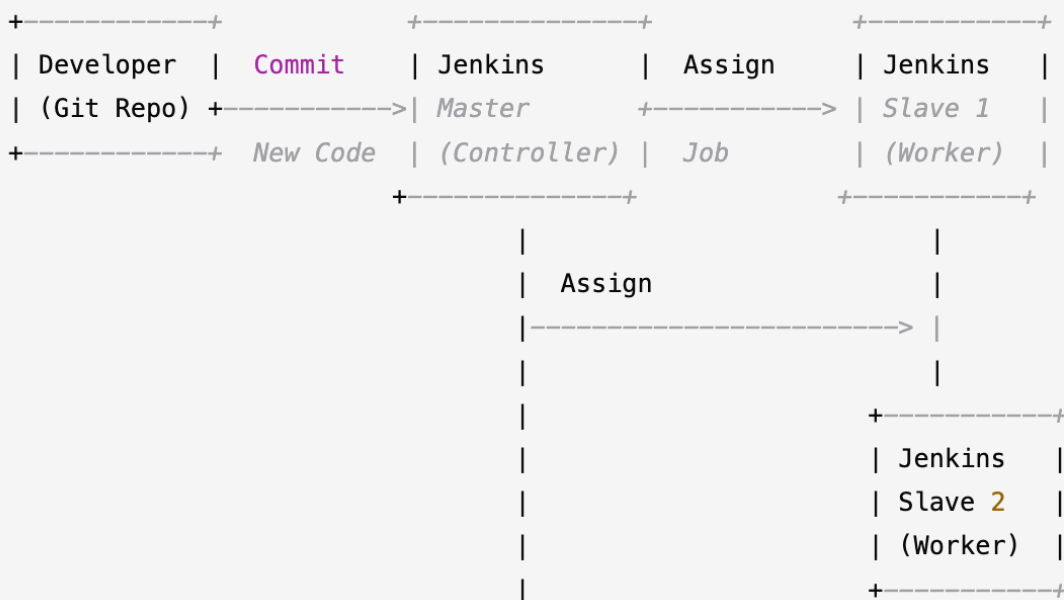 +-------------+            +---------------+             +------------+
| Developer  |  Commit    | Jenkins      |  Assign     | Jenkins   |
| (Git Repo) +----------->| Master       +-----------> | Slave 1   |
+------------+  New Code  | (Controller) |  Job        | (Worker)  |
                         +--------------+             +-----------+
                                 |                          |
                                 |  Assign                  |
                                 |------------------------> |
                                 |                          |
                                 |                      +-----------+
                                 |                      | Jenkins   |
                                 |                      | Slave 2   |
                                 |                      | (Worker)  |
                                 |                      +-----------+